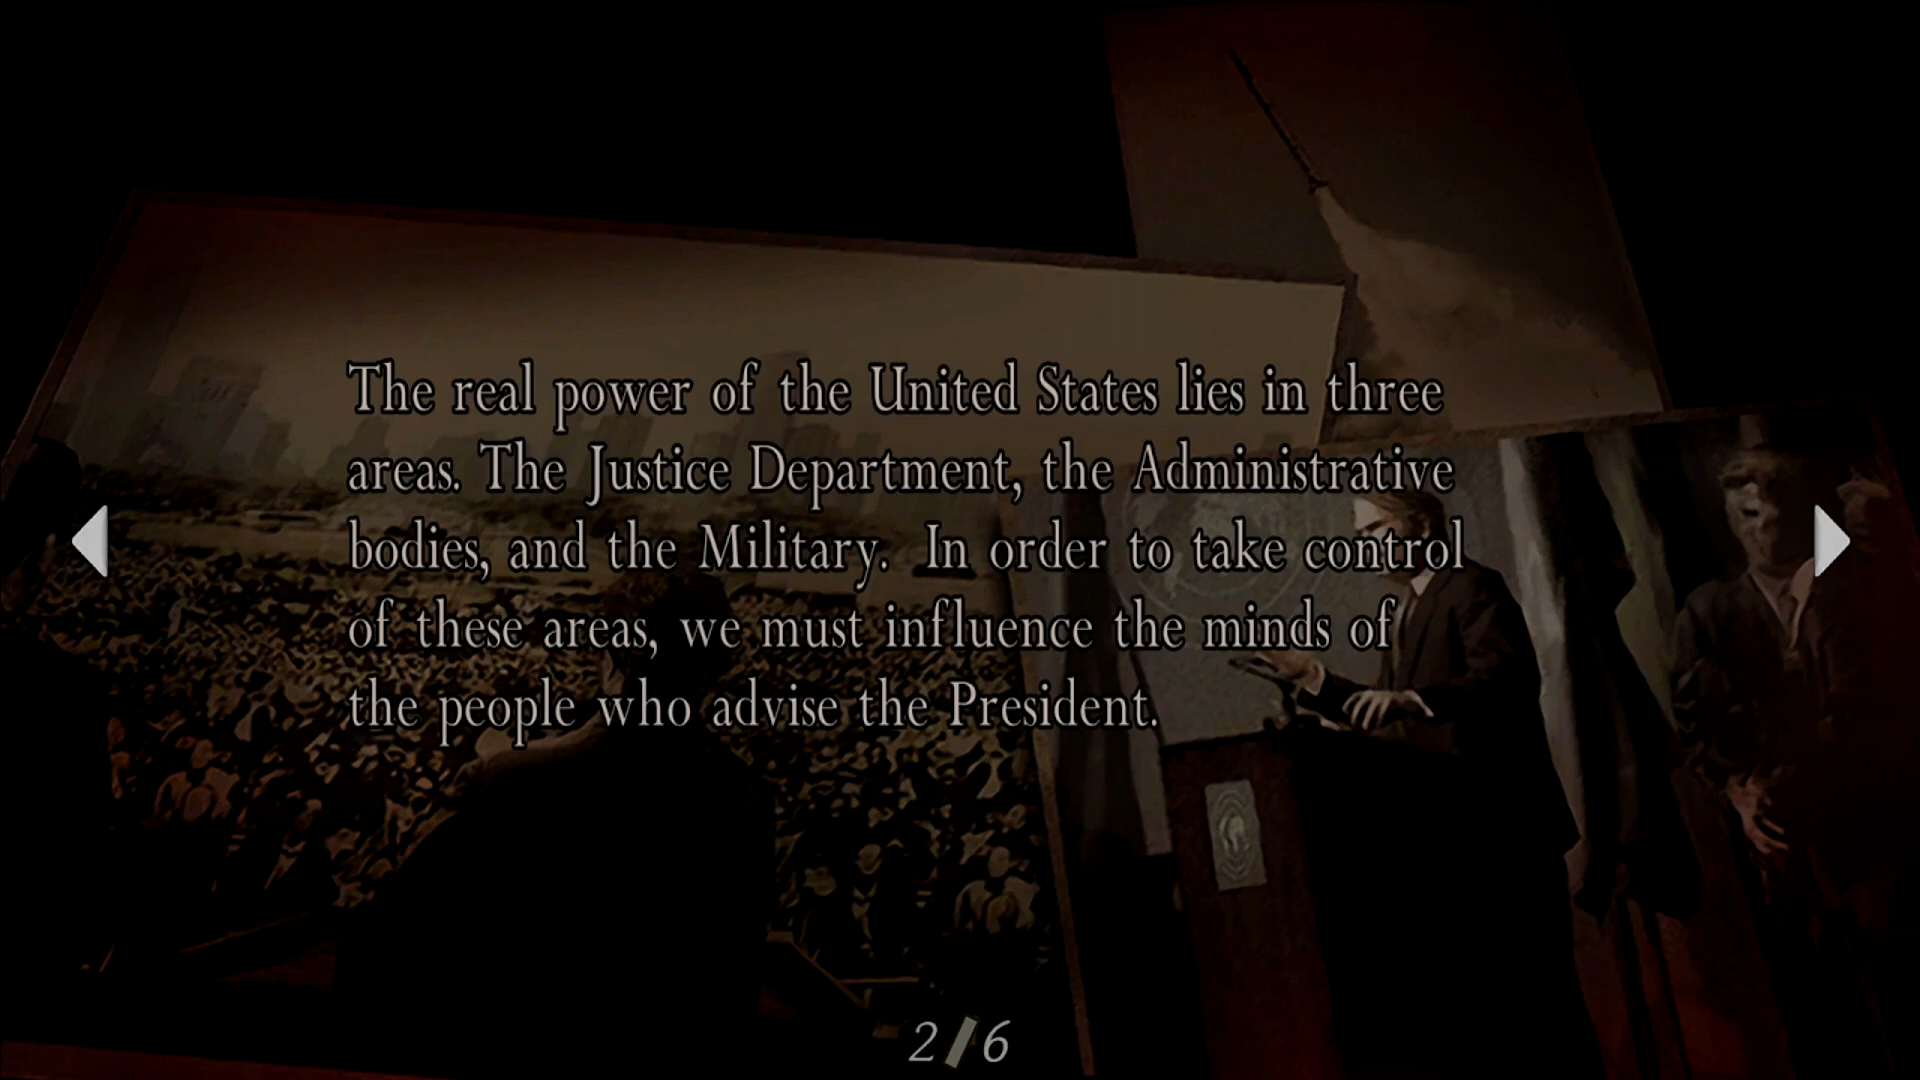 The real power of the United States lies in three
areas. The Justice Department, the Administrative
bodies, and the Military.  In order to take control
of these areas, we must influence the minds of
the people who advise the President.
2/6